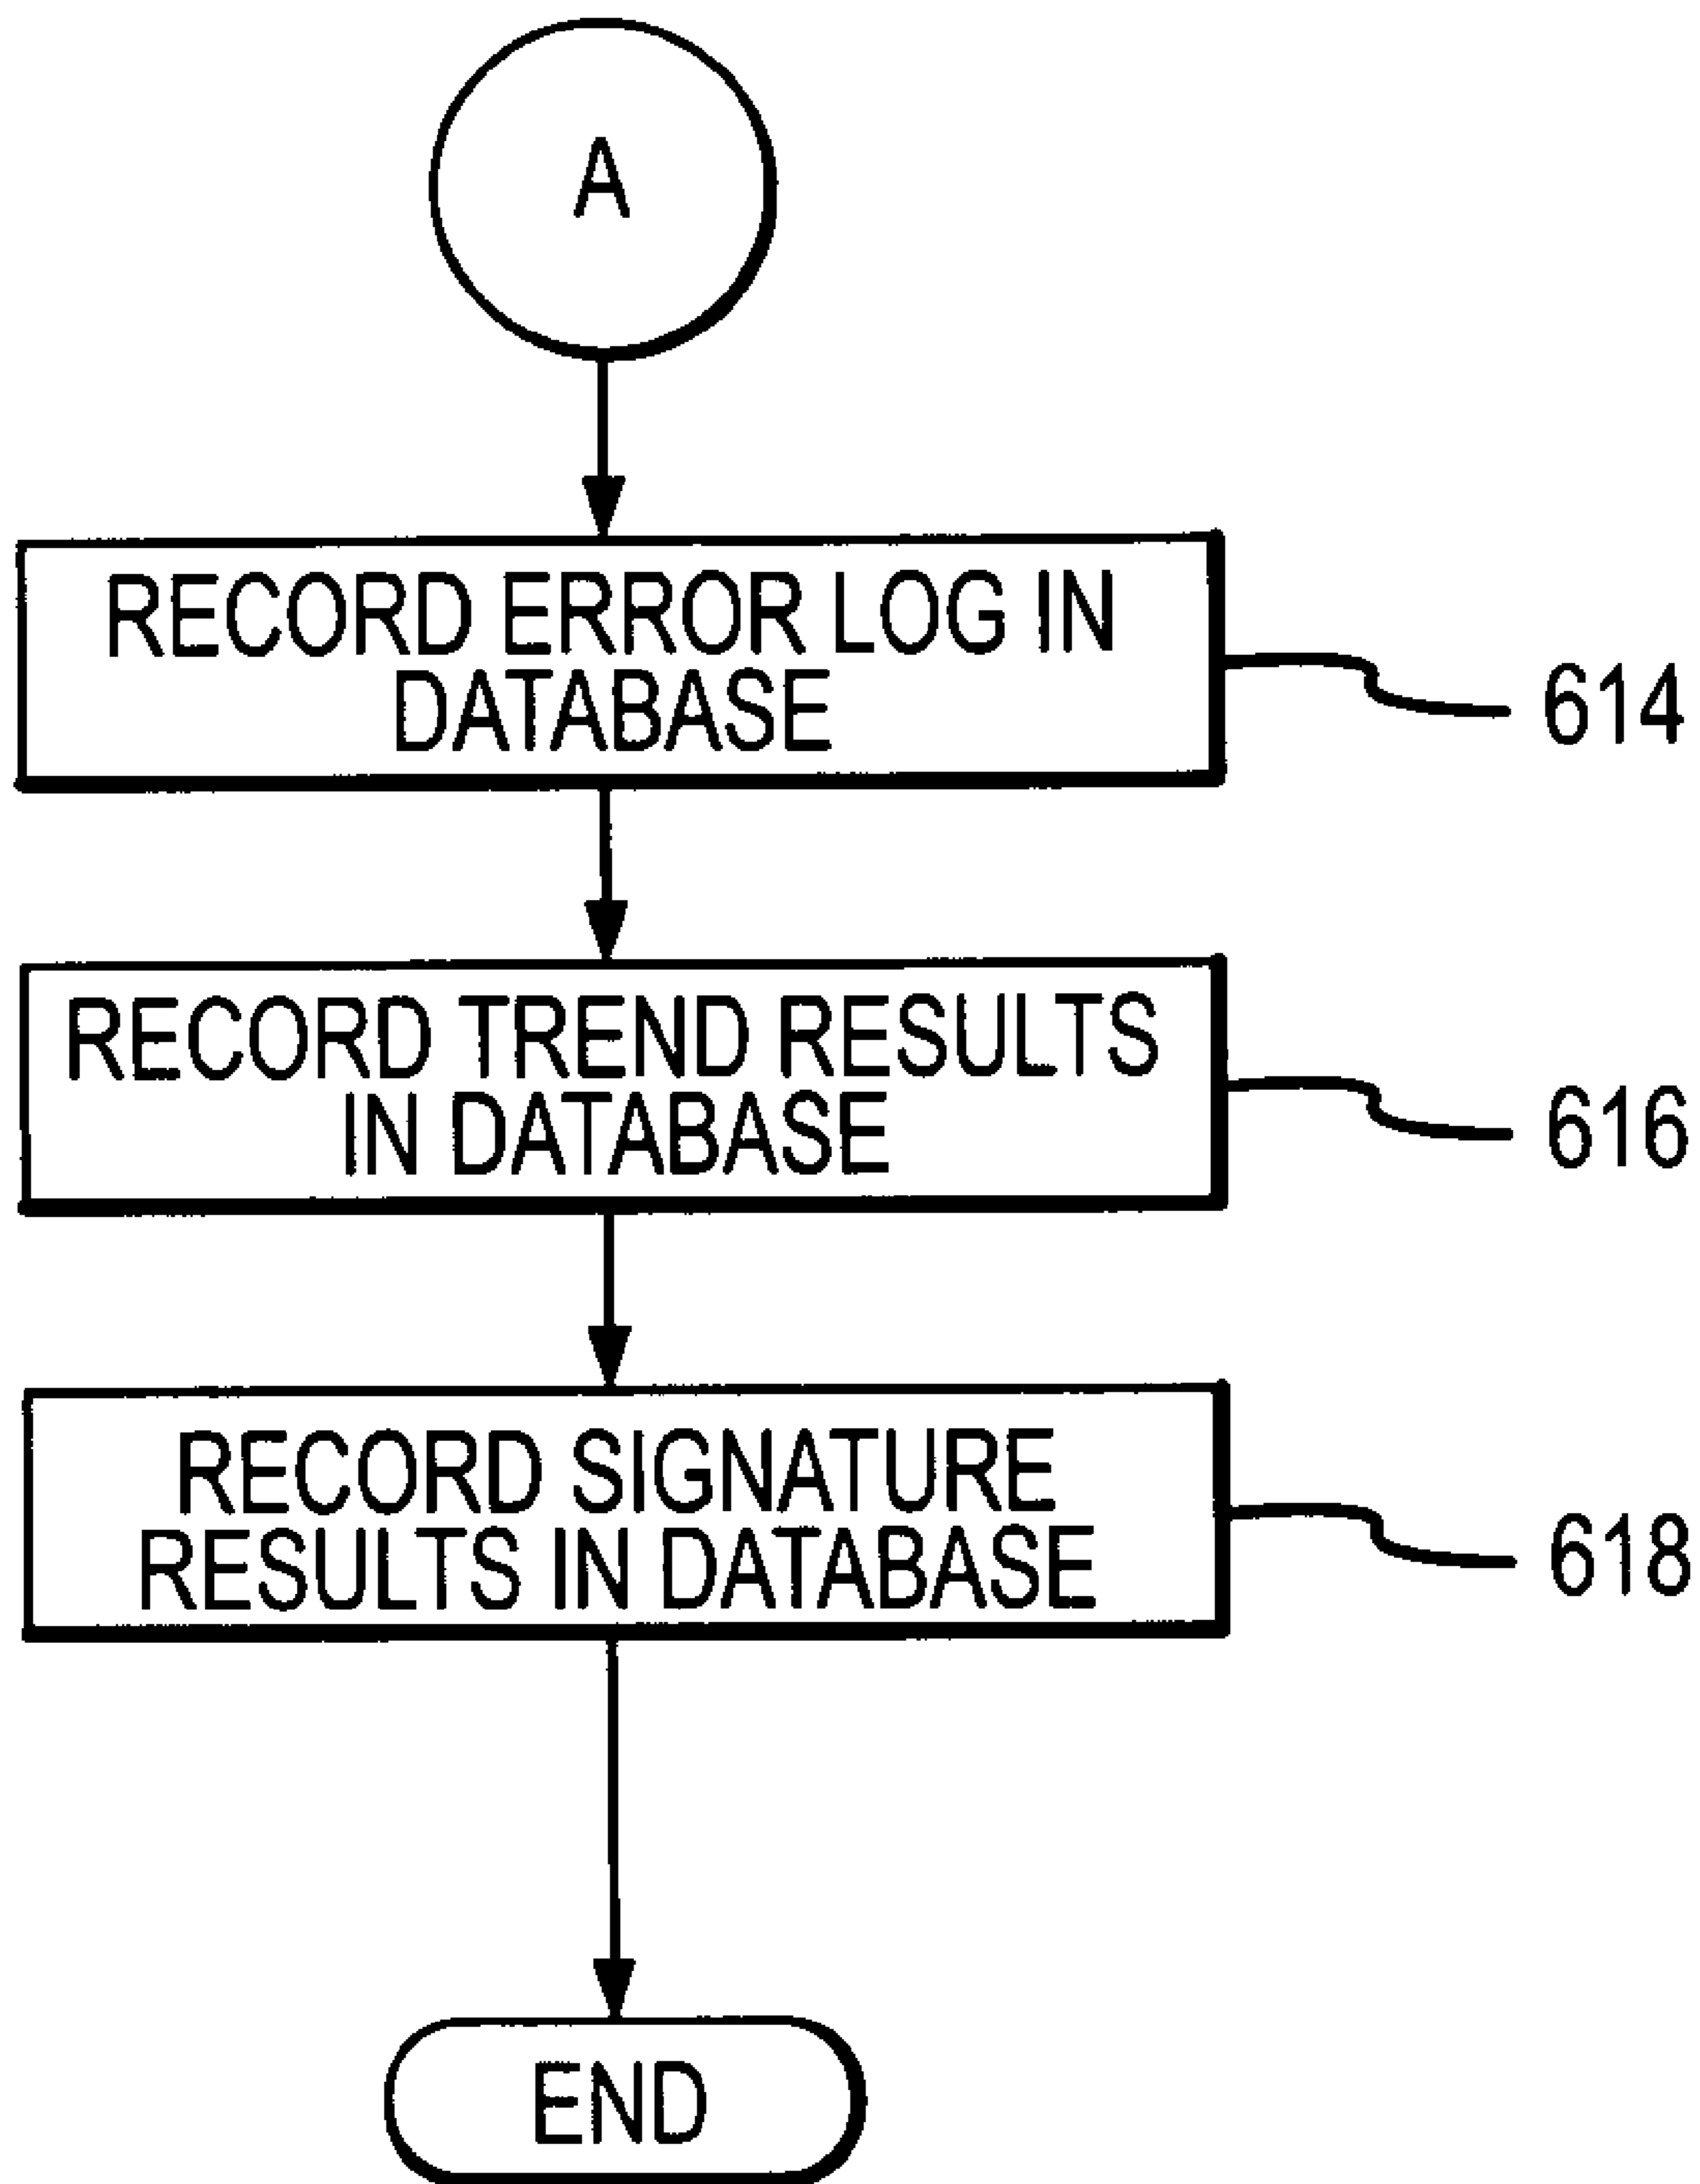 A
RECORD ERROR LOG IN
DATABASE
614
RECORD TREND RESULTS
IN DATABASE
616
RECORD SIGNATURE
RESULTS IN DATABASE
618
END